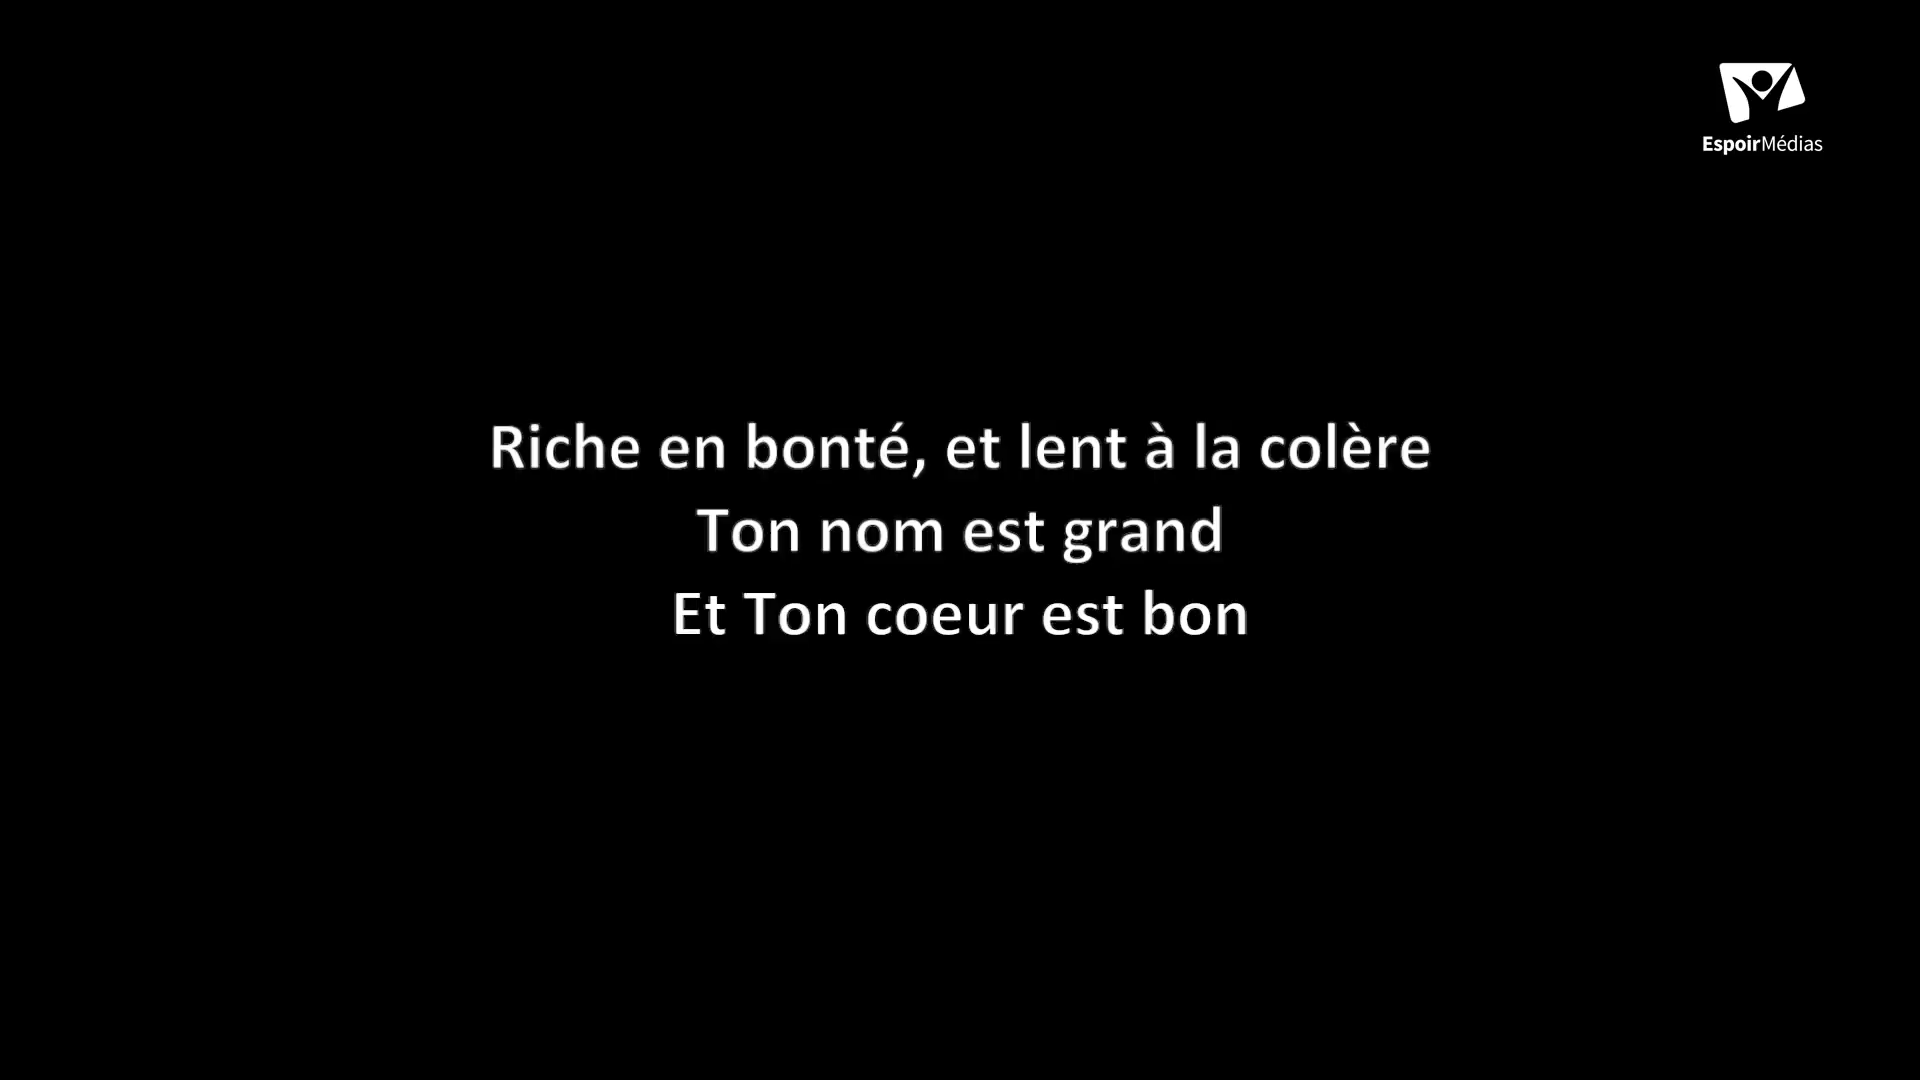 EspoirMédias
Riche en bonté, et lent à la colère
Ton nom est grand
Et Ton coeur est bon